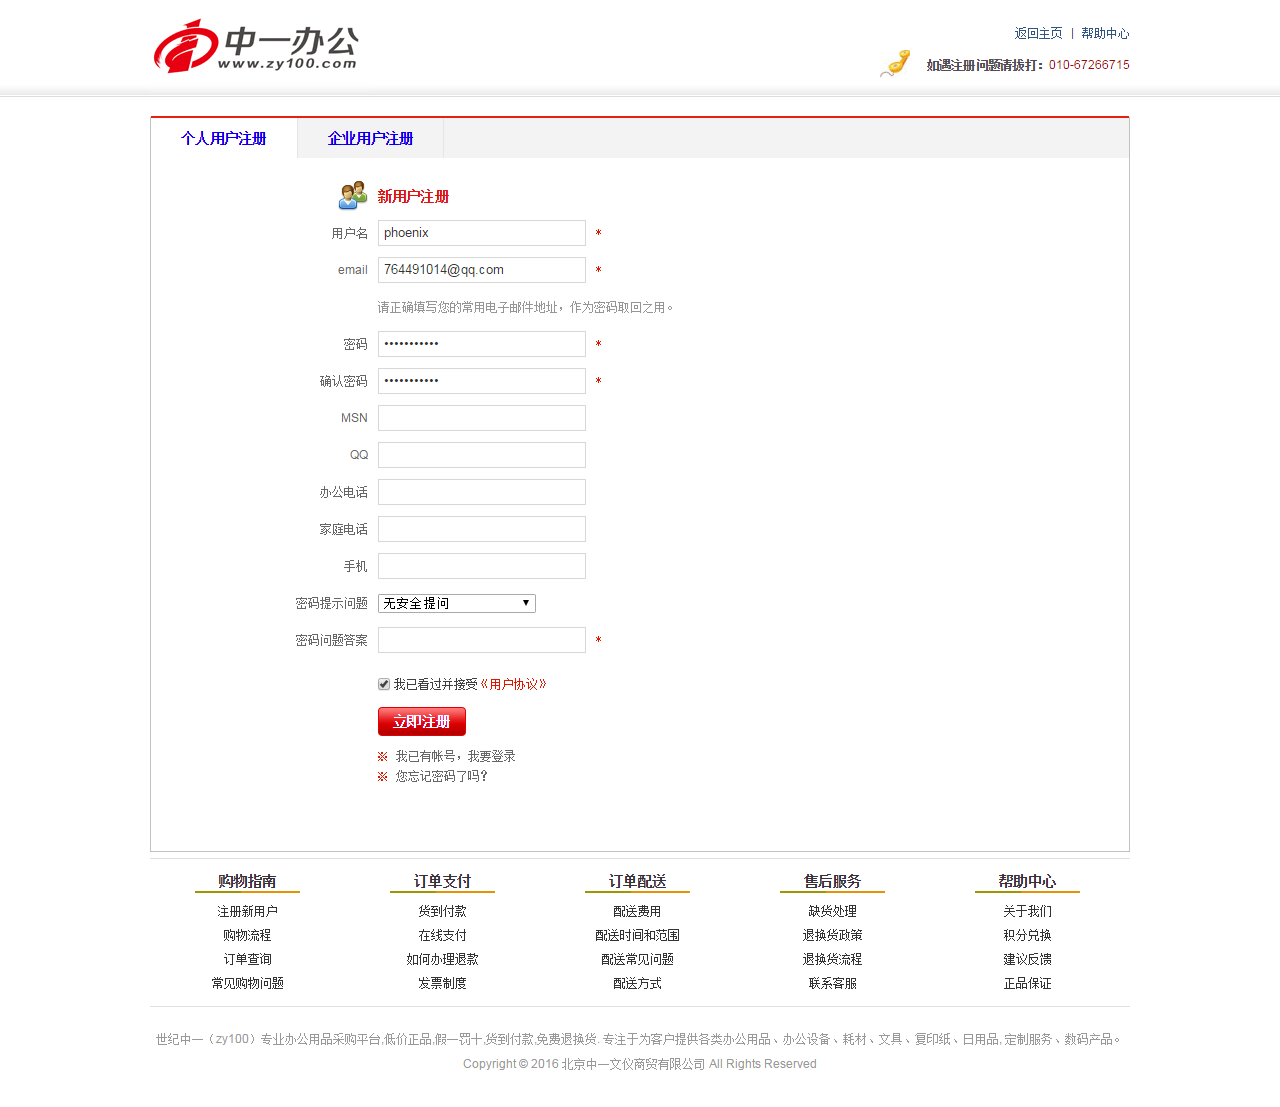 中一办公
www.zy100.com
返回主页 | 帮助中心
如遇注册问题请拨打：010-67266715
个人用户注册 企业用户注册
新用户注册
用户名 phoenix *
email 764491014@qq.com *
请正确填写您的常用电子邮件地址，作为密码取回之用。
密码 ••••••••••• *
确认密码 ••••••••••• *
MSN
QQ
办公电话
家庭电话
手机
密码提示问题 无安全提问
密码问题答案 *
我已看过并接受《用户协议》
立即注册
※ 我已有帐号，我要登录
※ 您忘记密码了吗？
购物指南 订单支付 订单配送 售后服务 帮助中心
注册新用户 货到付款 配送费用 缺货处理 关于我们
购物流程 在线支付 配送时间和范围 退换货政策 积分兑换
订单查询 如何办理退款 配送常见问题 退换货流程 建议反馈
常见购物问题 发票制度 配送方式 联系客服 正品保证
世纪中一（zy100）专业办公用品采购平台,低价正品,假一罚十,货到付款,免费退换货. 专注于为客户提供各类办公用品、办公设备、耗材、文具、复印纸、日用品, 定制服务、数码产品。
Copyright © 2016 北京中一文仪商贸有限公司 All Rights Reserved